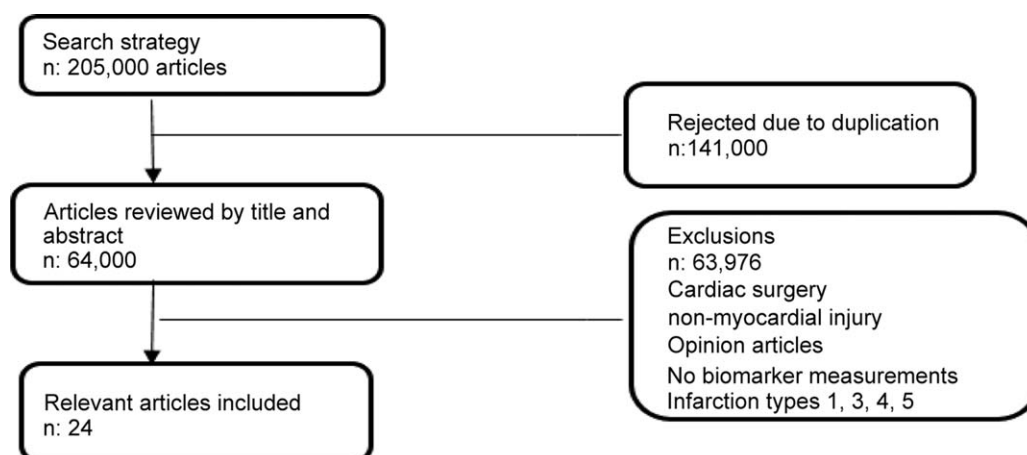 Search strategy
n: 205,000 articles
Rejected due to duplication
n:141,000
Articles reviewed by title and
abstract
n: 64,000
Exclusions
n: 63,976
Cardiac surgery
non-myocardial injury
Opinion articles
No biomarker measurements
Infarction types 1, 3, 4, 5
Relevant articles included
n: 24